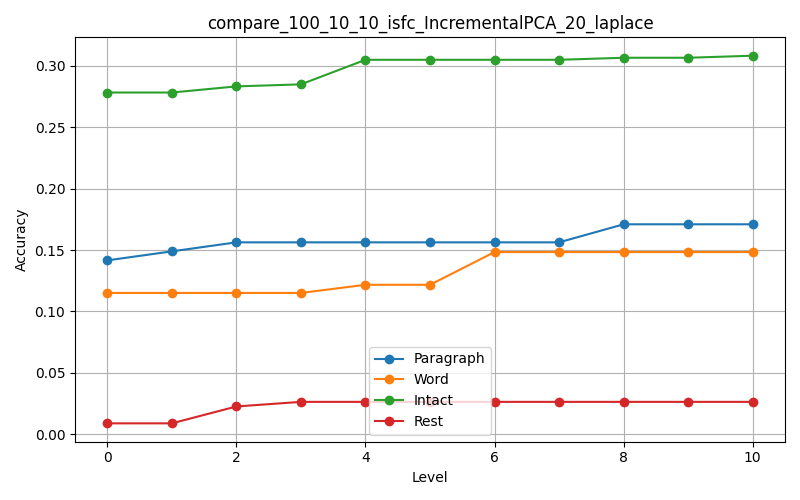 compare_100_10_10_isfc_IncrementalPCA_20_laplace
Accuracy
0.30
0.25
0.20
0.15
0.10
0.05
0.00
Paragraph
Word
Intact
Rest
0 2 4 6 8 10
Level